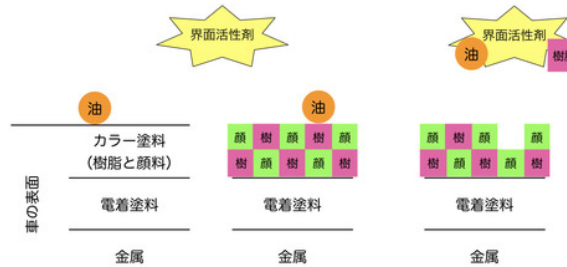 界面活性剤
界面活性剤
油
樹脂
油
油
カラー塗料
(樹脂と顔料)
顔 樹 顔 樹 顔
樹 顔 樹 顔 樹
顔 樹 顔 顔
樹 顔 樹 顔 樹
車の表面
電着塗料
電着塗料
電着塗料
金属
金属
金属